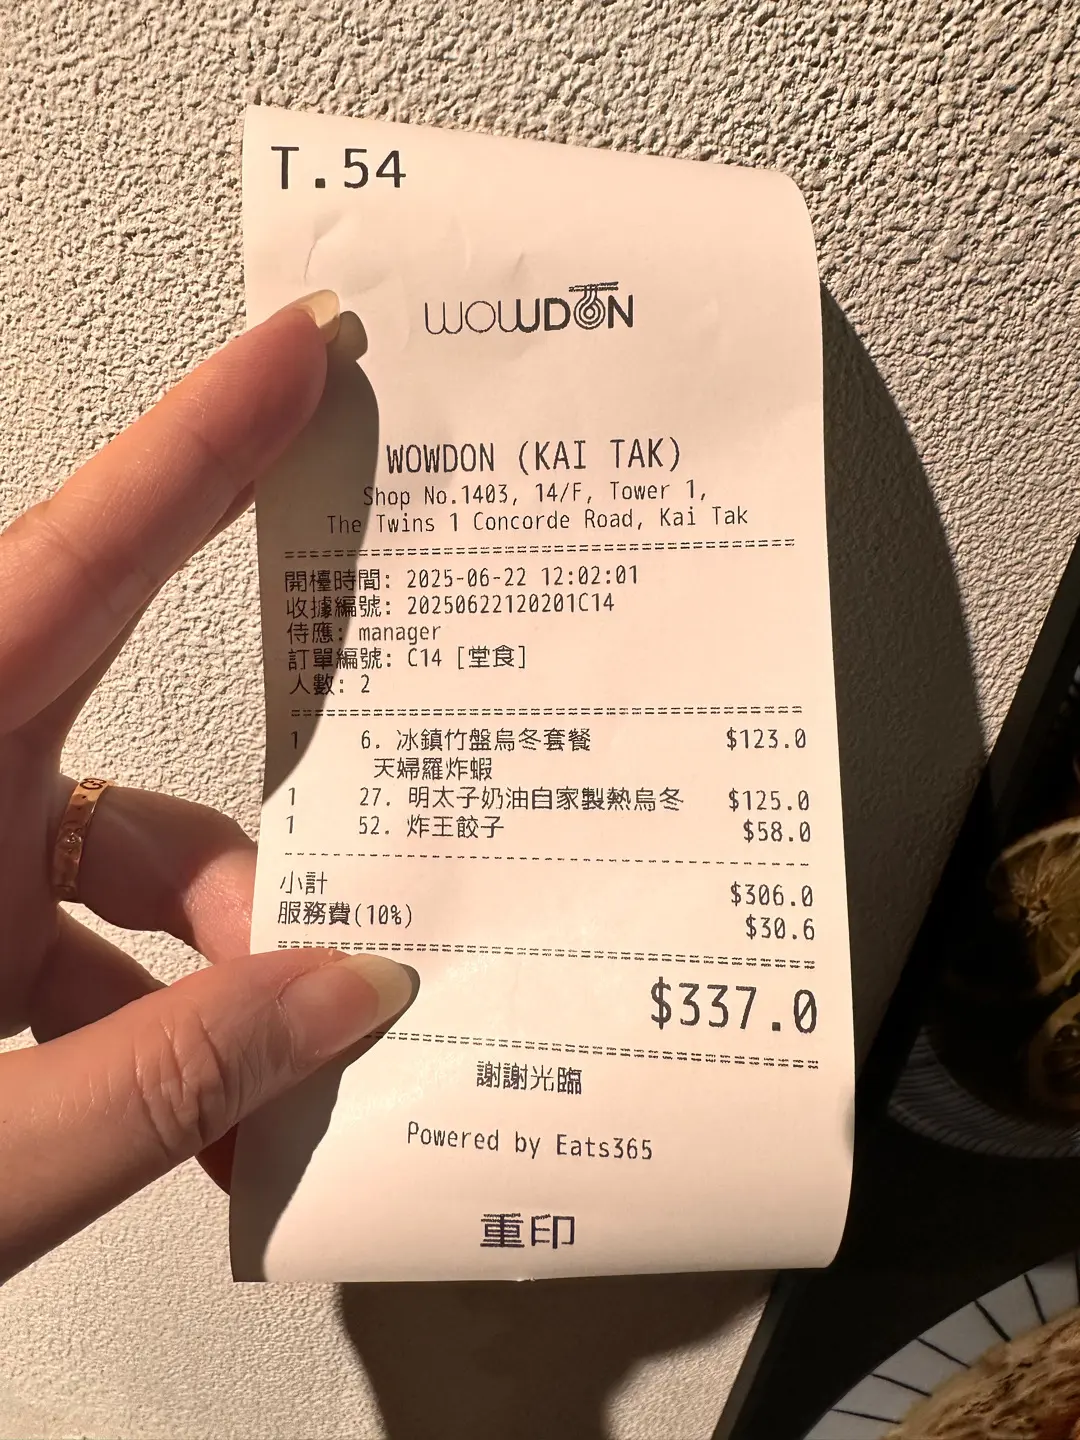 T.54
WOWDON
WOWDON (KAI TAK)
Shop No.1403, 14/F, Tower 1,
The Twins 1 Concorde Road, Kai Tak
開檯時間: 2025-06-22 12:02:01
收據編號: 20250622120201C14
侍應: manager
訂單編號: C14 [堂食]
人數: 2
1 6. 冰鎮竹盤烏冬套餐 $123.0
天婦羅炸蝦
1 27. 明太子奶油自家製熱烏冬 $125.0
1 52. 炸王餃子 $58.0
小計 $306.0
服務費(10%) $30.6
$337.0
謝謝光臨
Powered by Eats365
重印